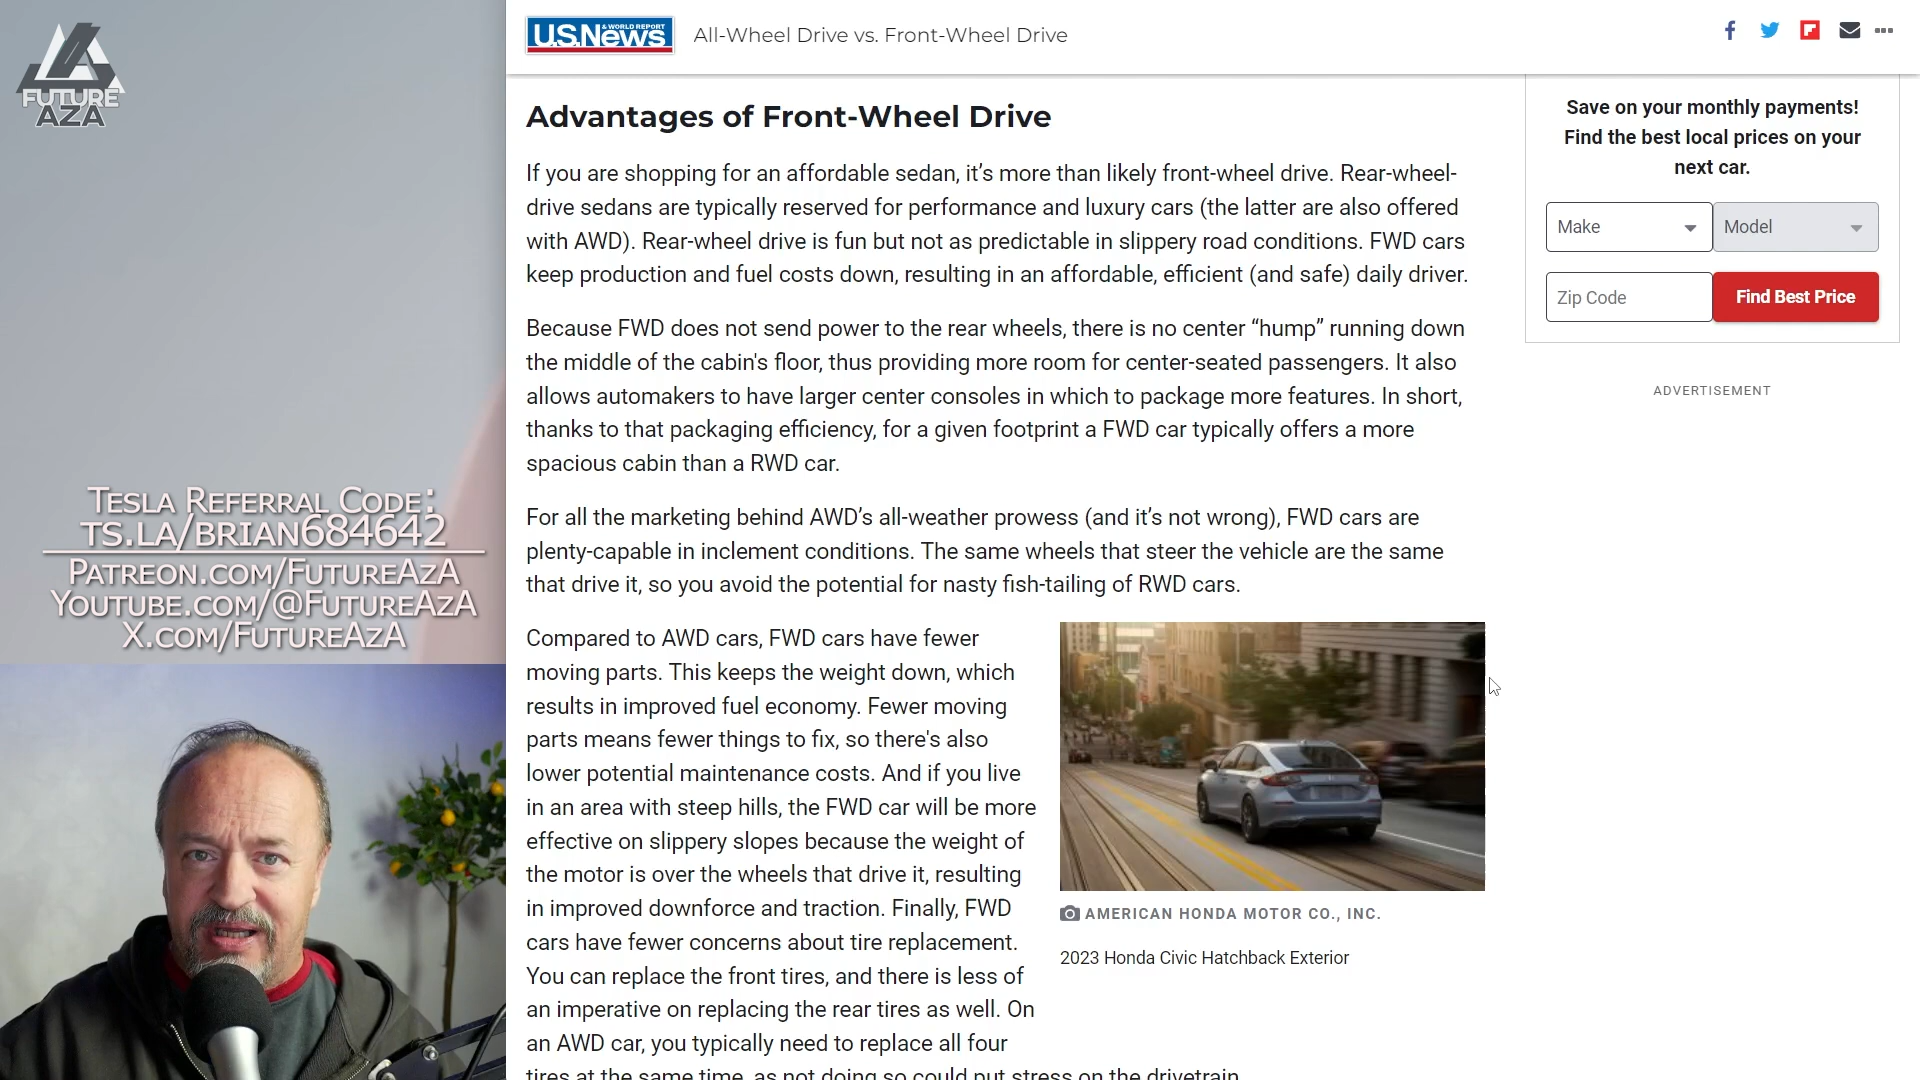 FUTURE
AZA
TESLA REFERRAL CODE:
TS.LA/BRIAN684642
PATREON.COM/FUTUREAZA
YOUTUBE.COM/@FUTUREAZA
X.COM/FUTUREAZA
U.S.News
& WORLD REPORT
All-Wheel Drive vs. Front-Wheel Drive
Advantages of Front-Wheel Drive
If you are shopping for an affordable sedan, it’s more than likely front-wheel drive. Rear-wheel-
drive sedans are typically reserved for performance and luxury cars (the latter are also offered
with AWD). Rear-wheel drive is fun but not as predictable in slippery road conditions. FWD cars
keep production and fuel costs down, resulting in an affordable, efficient (and safe) daily driver.
Because FWD does not send power to the rear wheels, there is no center “hump” running down
the middle of the cabin's floor, thus providing more room for center-seated passengers. It also
allows automakers to have larger center consoles in which to package more features. In short,
thanks to that packaging efficiency, for a given footprint a FWD car typically offers a more
spacious cabin than a RWD car.
For all the marketing behind AWD’s all-weather prowess (and it’s not wrong), FWD cars are
plenty-capable in inclement conditions. The same wheels that steer the vehicle are the same
that drive it, so you avoid the potential for nasty fish-tailing of RWD cars.
Compared to AWD cars, FWD cars have fewer
moving parts. This keeps the weight down, which
results in improved fuel economy. Fewer moving
parts means fewer things to fix, so there's also
lower potential maintenance costs. And if you live
in an area with steep hills, the FWD car will be more
effective on slippery slopes because the weight of
the motor is over the wheels that drive it, resulting
in improved downforce and traction. Finally, FWD
cars have fewer concerns about tire replacement.
You can replace the front tires, and there is less of
an imperative on replacing the rear tires as well. On
an AWD car, you typically need to replace all four
tires at the same time, as not doing so could put stress on the drivetrain.
AMERICAN HONDA MOTOR CO., INC.
2023 Honda Civic Hatchback Exterior
Save on your monthly payments!
Find the best local prices on your
next car.
Make
Model
Zip Code
Find Best Price
ADVERTISEMENT